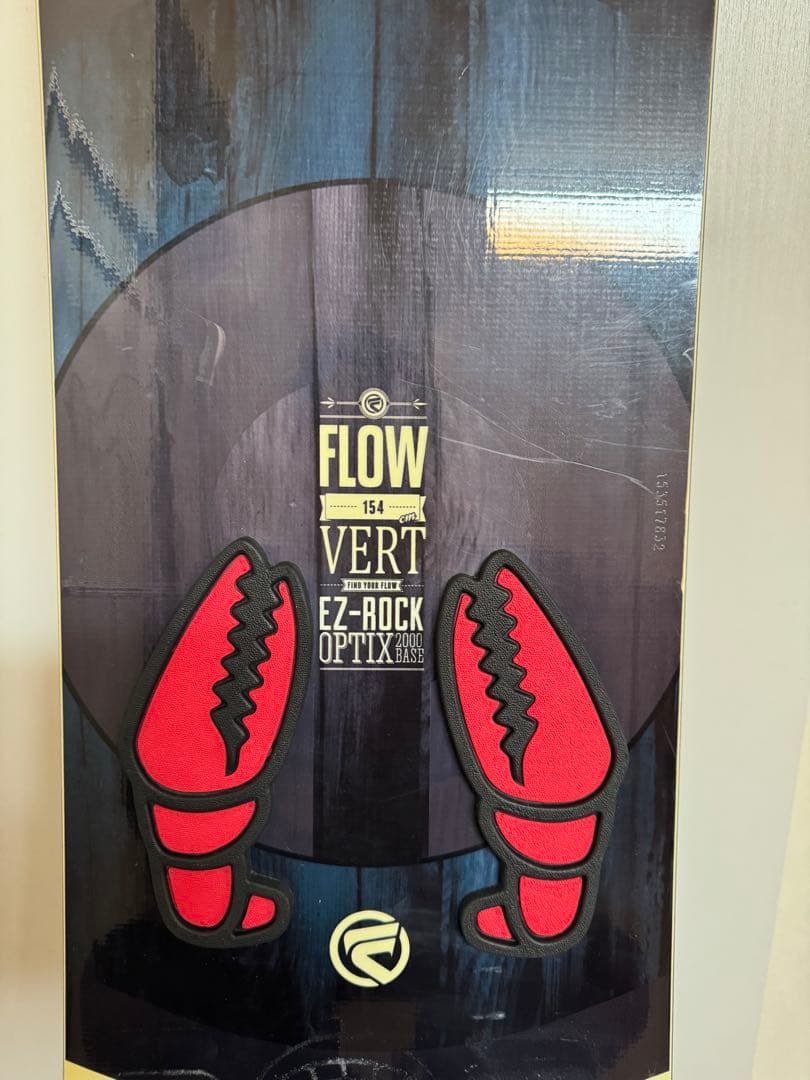 FLOW
154
cm
VERT
FIND YOUR FLOW
EZ-ROCK
OPTIX 2000 BASE
153517832